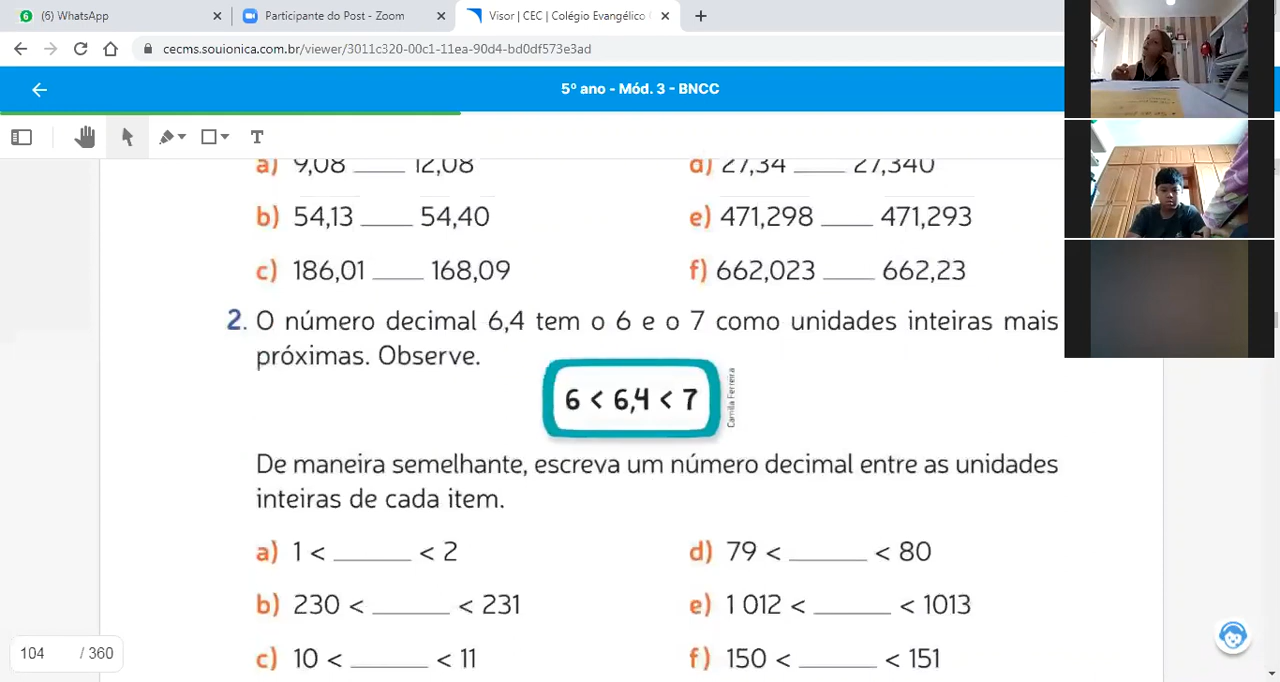 (6) WhatsApp
Participante do Post - Zoom
Visor | CEC | Colégio Evangélico
cecms.souionica.com.br/viewer/3011c320-00c1-11ea-90d4-bd0df573e3ad
5º ano - Mód. 3 - BNCC
T
a) 9,08 ____ 12,08
d) 27,34 ____ 27,340
b) 54,13 ____ 54,40
e) 471,298 ____ 471,293
c) 186,01 ____ 168,09
f) 662,023 ____ 662,23
2. O número decimal 6,4 tem o 6 e o 7 como unidades inteiras mais
próximas. Observe.
6 < 6,4 < 7
Camila Ferreira
De maneira semelhante, escreva um número decimal entre as unidades
inteiras de cada item.
a) 1 < ______ < 2
d) 79 < ______ < 80
b) 230 < ______ < 231
e) 1 012 < ______ < 1013
c) 10 < ______ < 11
f) 150 < ______ < 151
104 / 360